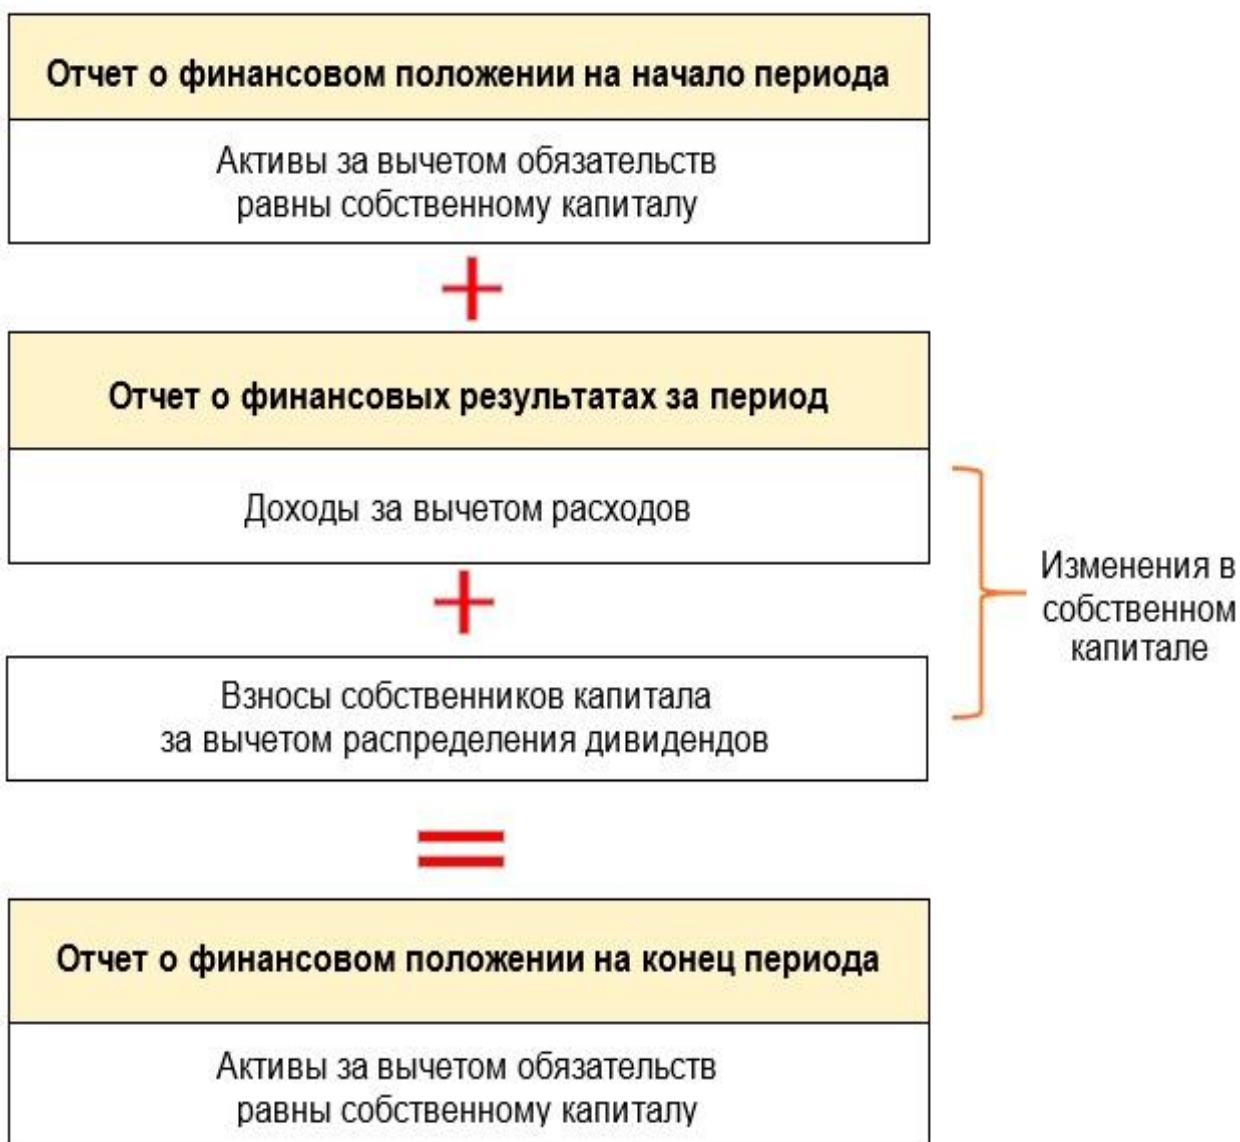 Отчет о финансовом положении на начало периода
Активы за вычетом обязательств
равны собственному капиталу
+
Отчет о финансовых результатах за период
Доходы за вычетом расходов
+
Взносы собственников капитала
за вычетом распределения дивидендов
Изменения в
собственном
капитале
=
Отчет о финансовом положении на конец периода
Активы за вычетом обязательств
равны собственному капиталу